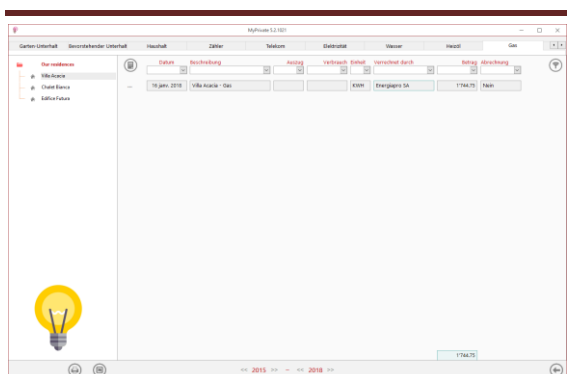 MyPrivate 5.2.10/1
Garten-Unterhalt Bevorstehender Unterhalt Haushalt Zähler Telekom Elektrizität Wasser Heizöl Gas
Our residences
Villa Acacia
Chalet Bianca
Edifice Futura
Datum Beschreibung Auszug Verbrauch Einheit Verrechnet durch Betrag Abrechnung
... 16 janv. 2018 Villa Acacia - Gas KWH Energiapro SA 1'744.75 Nein
1'744.75
<< 2015 >> - << 2018 >>